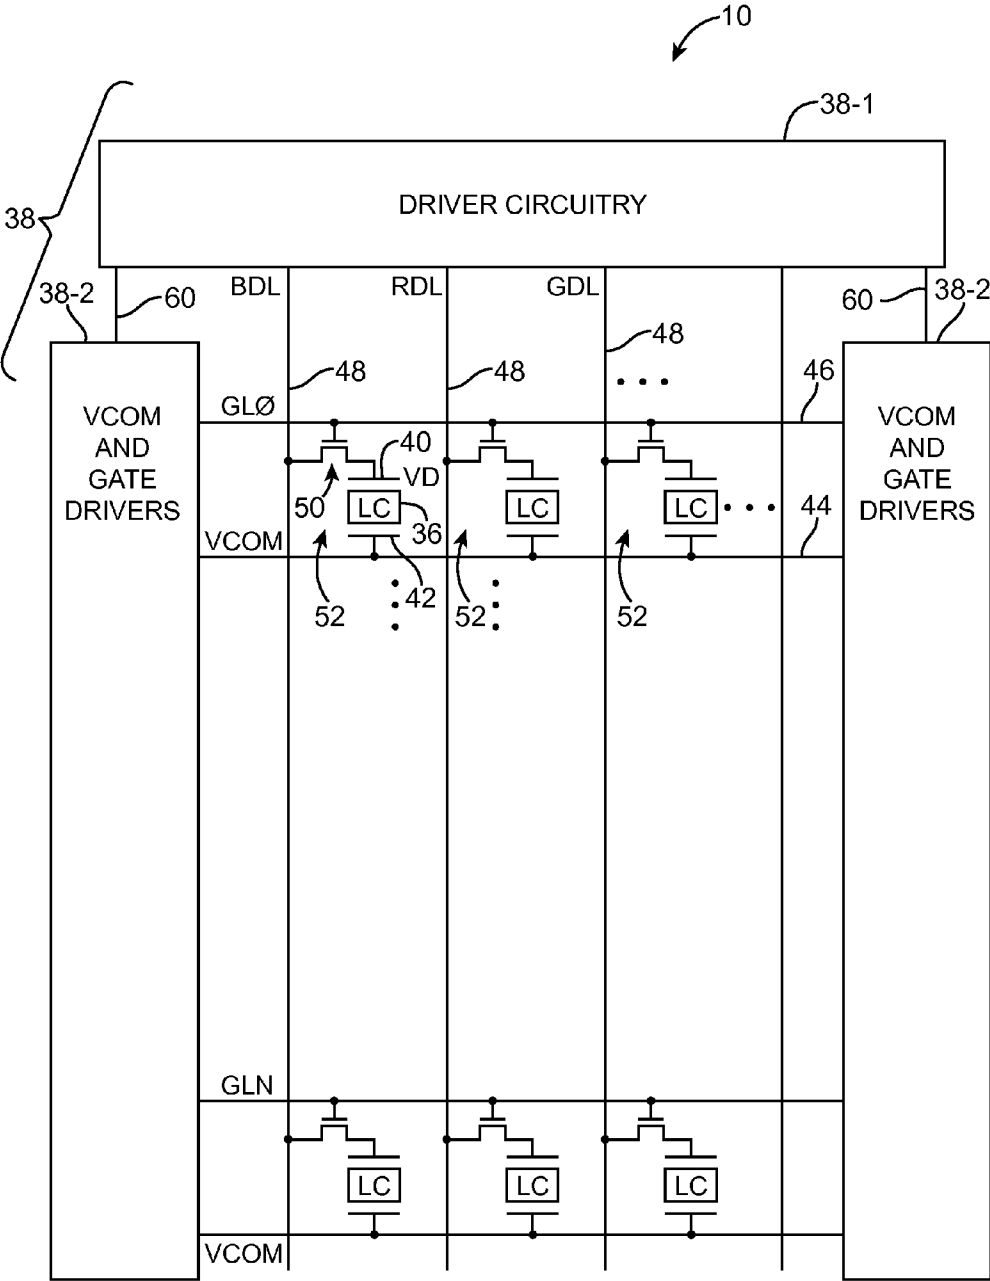 10
38-1
DRIVER CIRCUITRY
38
BDL
RDL
GDL
38-2
60
60
38-2
48
48
48
46
GLØ
VCOM
AND
GATE
DRIVERS
VCOM
AND
GATE
DRIVERS
40
VD
50
LC
LC
LC
36
44
VCOM
42
52
52
52
GLN
LC
LC
LC
VCOM